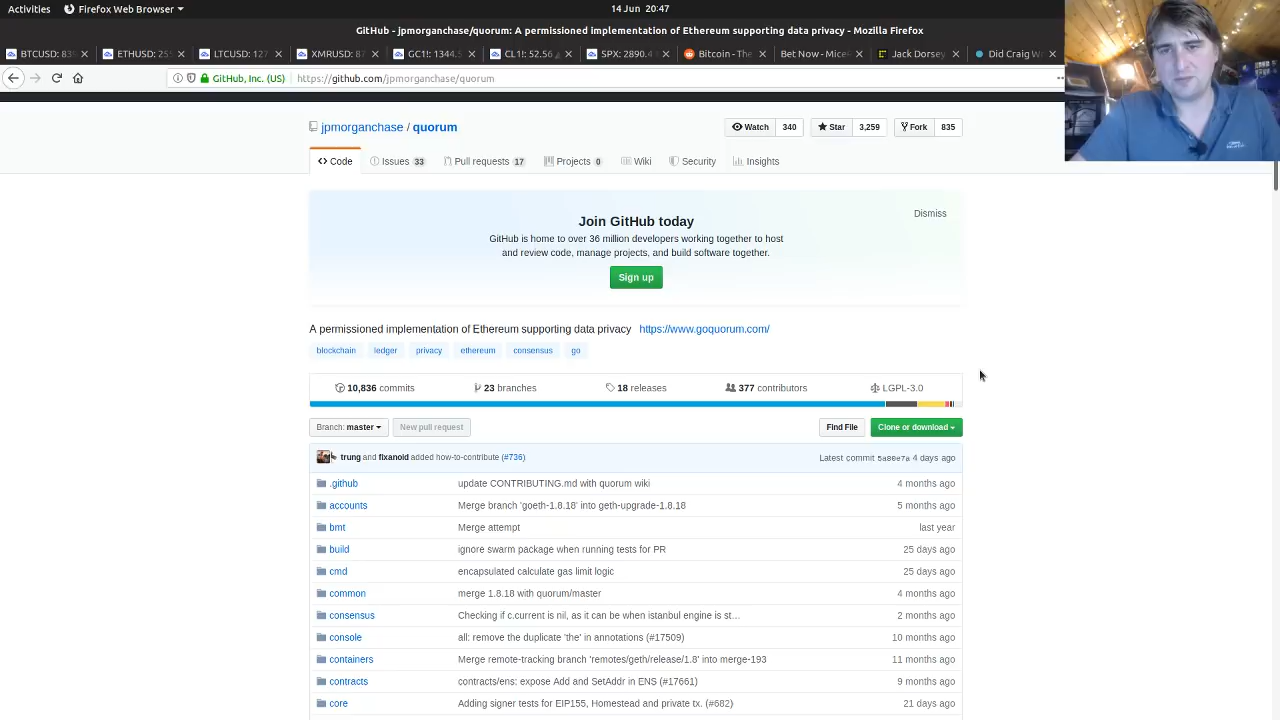 Activities
Firefox Web Browser
14 Jun 20:47
GitHub - jpmorganchase/quorum: A permissioned implementation of Ethereum supporting data privacy - Mozilla Firefox
BTCUSD: 83
ETHUSD: 25
LTCUSD: 127
XMRUSD: 87
GC1!: 1344.5
CL1!: 52.56
SPX: 2890.4
Bitcoin - The
Bet Now - Mice
Jack Dorsey
Did Craig W
GitHub, Inc. (US)
https://github.com/jpmorganchase/quorum
jpmorganchase / quorum
Watch 340
Star 3,259
Fork 835
Code
Issues 33
Pull requests 17
Projects 0
Wiki
Security
Insights
Join GitHub today
Dismiss
GitHub is home to over 36 million developers working together to host
and review code, manage projects, and build software together.
Sign up
A permissioned implementation of Ethereum supporting data privacy https://www.goquorum.com/
blockchain ledger privacy ethereum consensus go
10,836 commits 23 branches 18 releases 377 contributors LGPL-3.0
Branch: master New pull request Find File Clone or download
trung and fixanoid added how-to-contribute (#736) Latest commit 5a80e7a 4 days ago
.github update CONTRIBUTING.md with quorum wiki 4 months ago
accounts Merge branch 'goeth-1.8.18' into geth-upgrade-1.8.18 5 months ago
bmt Merge attempt last year
build ignore swarm package when running tests for PR 25 days ago
cmd encapsulated calculate gas limit logic 25 days ago
common merge 1.8.18 with quorum/master 4 months ago
consensus Checking if c.current is nil, as it can be when istanbul engine is st… 2 months ago
console all: remove the duplicate 'the' in annotations (#17509) 10 months ago
containers Merge remote-tracking branch 'remotes/geth/release/1.8' into merge-193 11 months ago
contracts contracts/ens: expose Add and SetAddr in ENS (#17661) 9 months ago
core Adding signer tests for EIP155, Homestead and private tx. (#682) 21 days ago